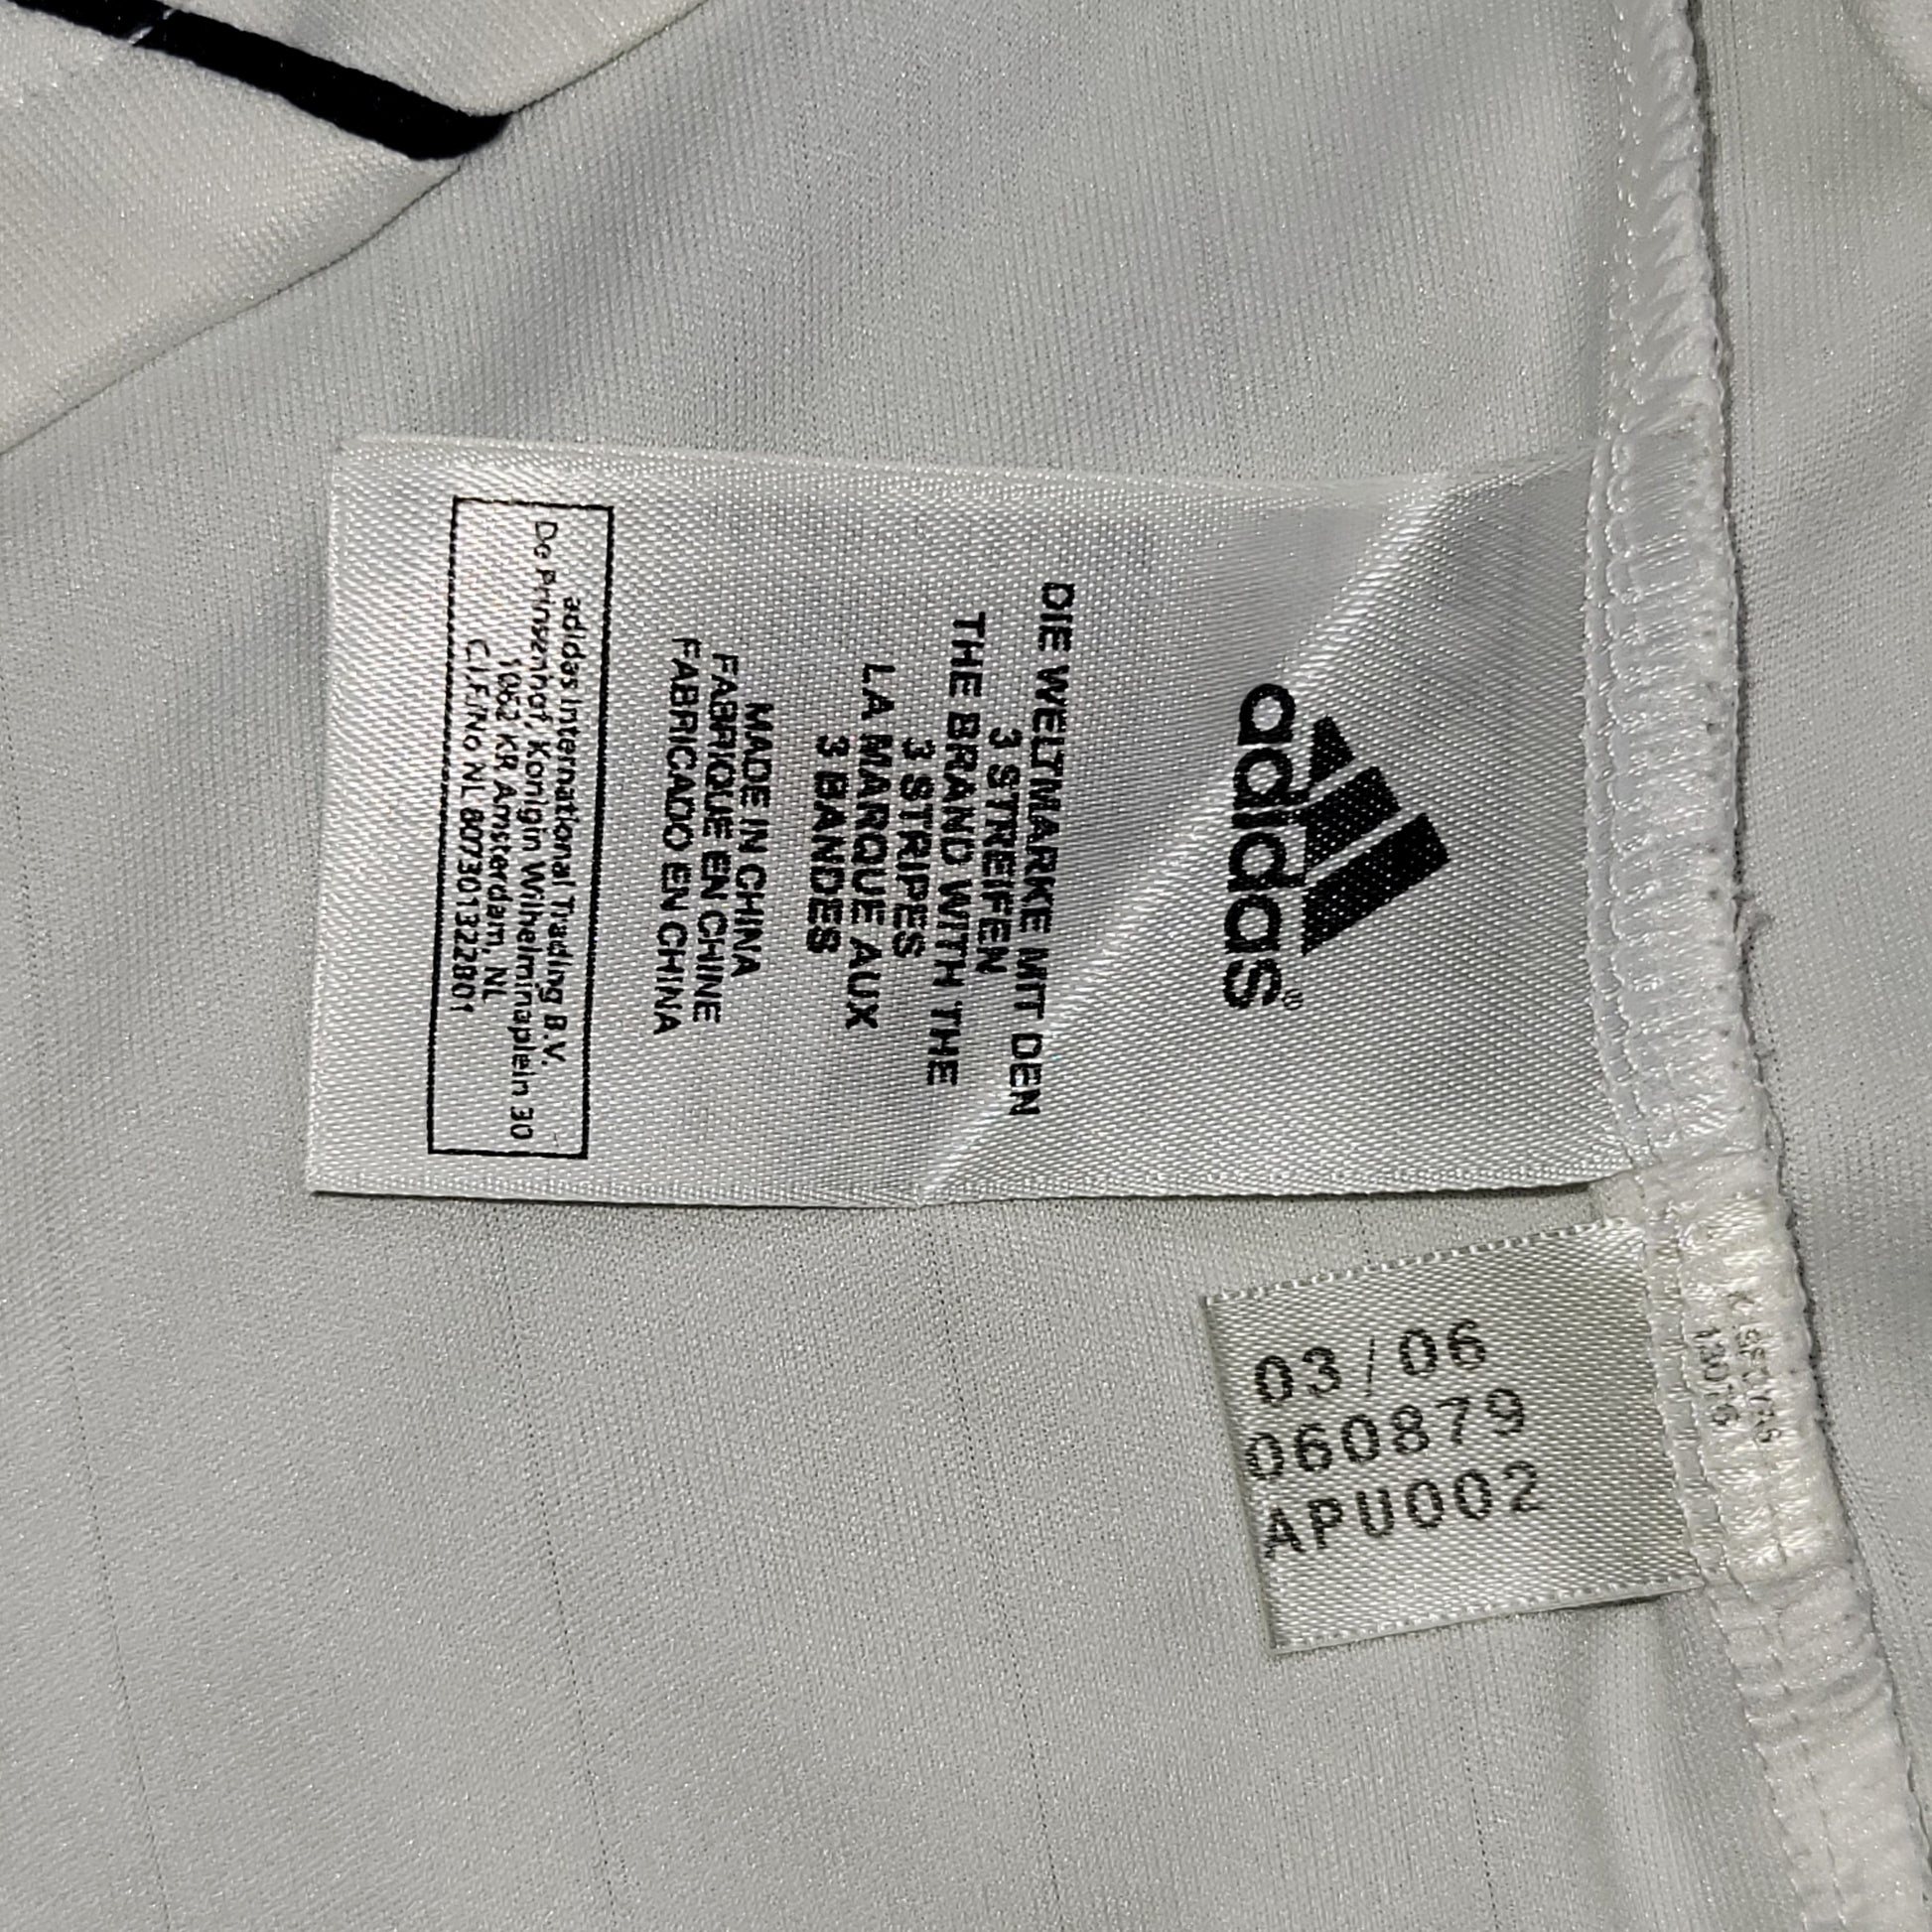 adidas®
DIE WELTMARKE MIT DEN
3 STREIFEN
THE BRAND WITH THE
3 STRIPES
LA MARQUE AUX
3 BANDES
MADE IN CHINA
FABRIQUE EN CHINE
FABRICADO EN CHINA
adidas International Trading B.V.
De Prinsenhof, Konigin Wilhelminaplein 30
1062 KR Amsterdam, NL
C.I.F/No NL 807301322B01
03/06
060879
APU002